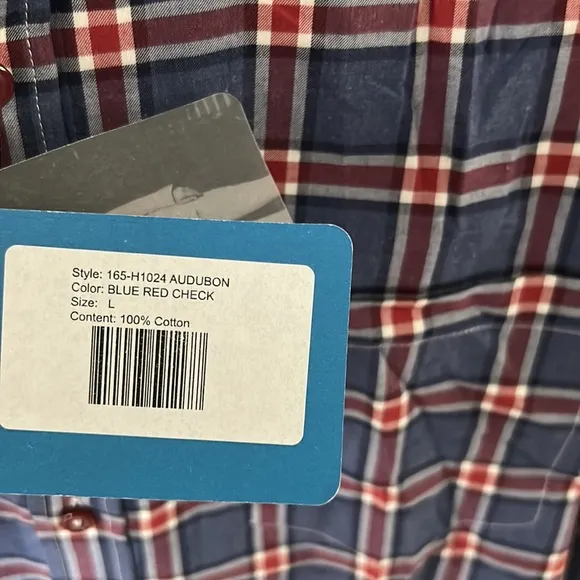 Style: 165-H1024 AUDUBON
Color: BLUE RED CHECK
Size: L
Content: 100% Cotton